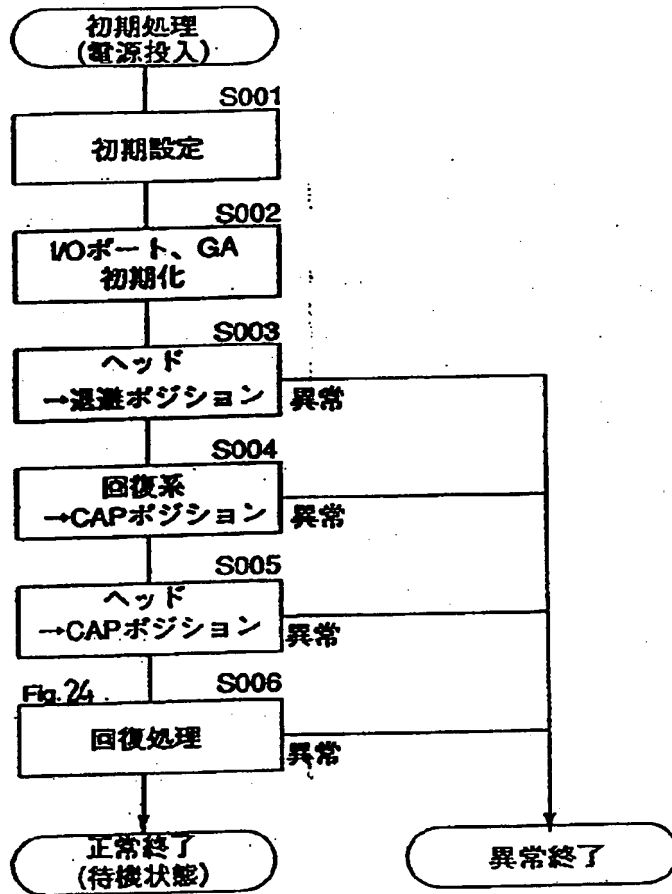 初期処理
(電源投入)
S001
初期設定
S002
I/Oポート、GA
初期化
S003
ヘッド
→退避ポジション
異常
S004
回復系
→CAPポジション
異常
S005
ヘッド
→CAPポジション
異常
Fig.24
S006
回復処理
異常
正常終了
(待機状態)
異常終了